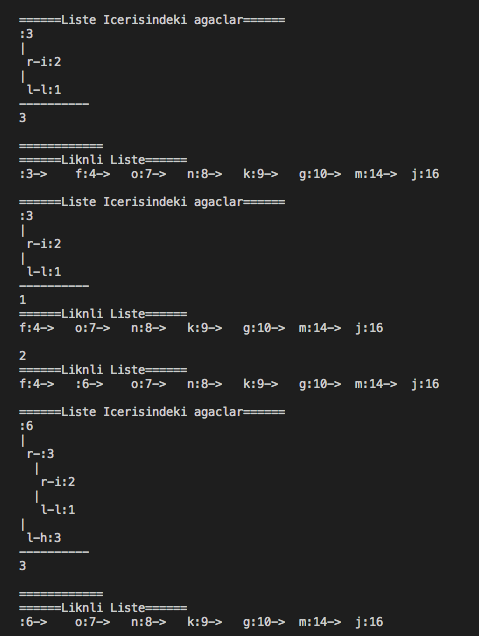 ======Liste Icerisindeki agaclar======
:3
|
 r-i:2
|
 l-l:1
----------
3

============
======Liknli Liste======
:3->    f:4->   o:7->   n:8->   k:9->   g:10->  m:14->  j:16

======Liste Icerisindeki agaclar======
:3
|
 r-i:2
|
 l-l:1
----------
1
======Liknli Liste======
f:4->   o:7->   n:8->   k:9->   g:10->  m:14->  j:16

2
======Liknli Liste======
f:4->   :6->    o:7->   n:8->   k:9->   g:10->  m:14->  j:16

======Liste Icerisindeki agaclar======
:6
|
 r-:3
  |
   r-i:2
  |
   l-l:1
|
 l-h:3
----------
3

============
======Liknli Liste======
:6->    o:7->   n:8->   k:9->   g:10->  m:14->  j:16